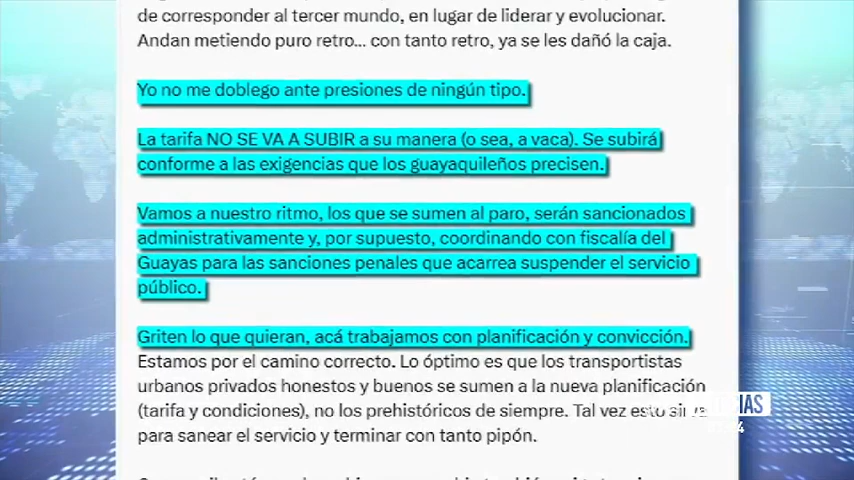 de corresponder al tercer mundo, en lugar de liderar y evolucionar.
Andan metiendo puro retro... con tanto retro, ya se les dañó la caja.
Yo no me doblego ante presiones de ningún tipo.
La tarifa NO SE VA A SUBIR a su manera (o sea, a vaca). Se subirá
conforme a las exigencias que los guayaquileños precisen.
Vamos a nuestro ritmo, los que se sumen al paro, serán sancionados
administrativamente y, por supuesto, coordinando con fiscalía del
Guayas para las sanciones penales que acarrea suspender el servicio
público.
Griten lo que quieran, acá trabajamos con planificación y convicción.
Estamos por el camino correcto. Lo óptimo es que los transportistas
urbanos privados honestos y buenos se sumen a la nueva planificación
(tarifa y condiciones), no los prehistóricos de siempre. Tal vez esto
para sanear el servicio y terminar con tanto pipón.